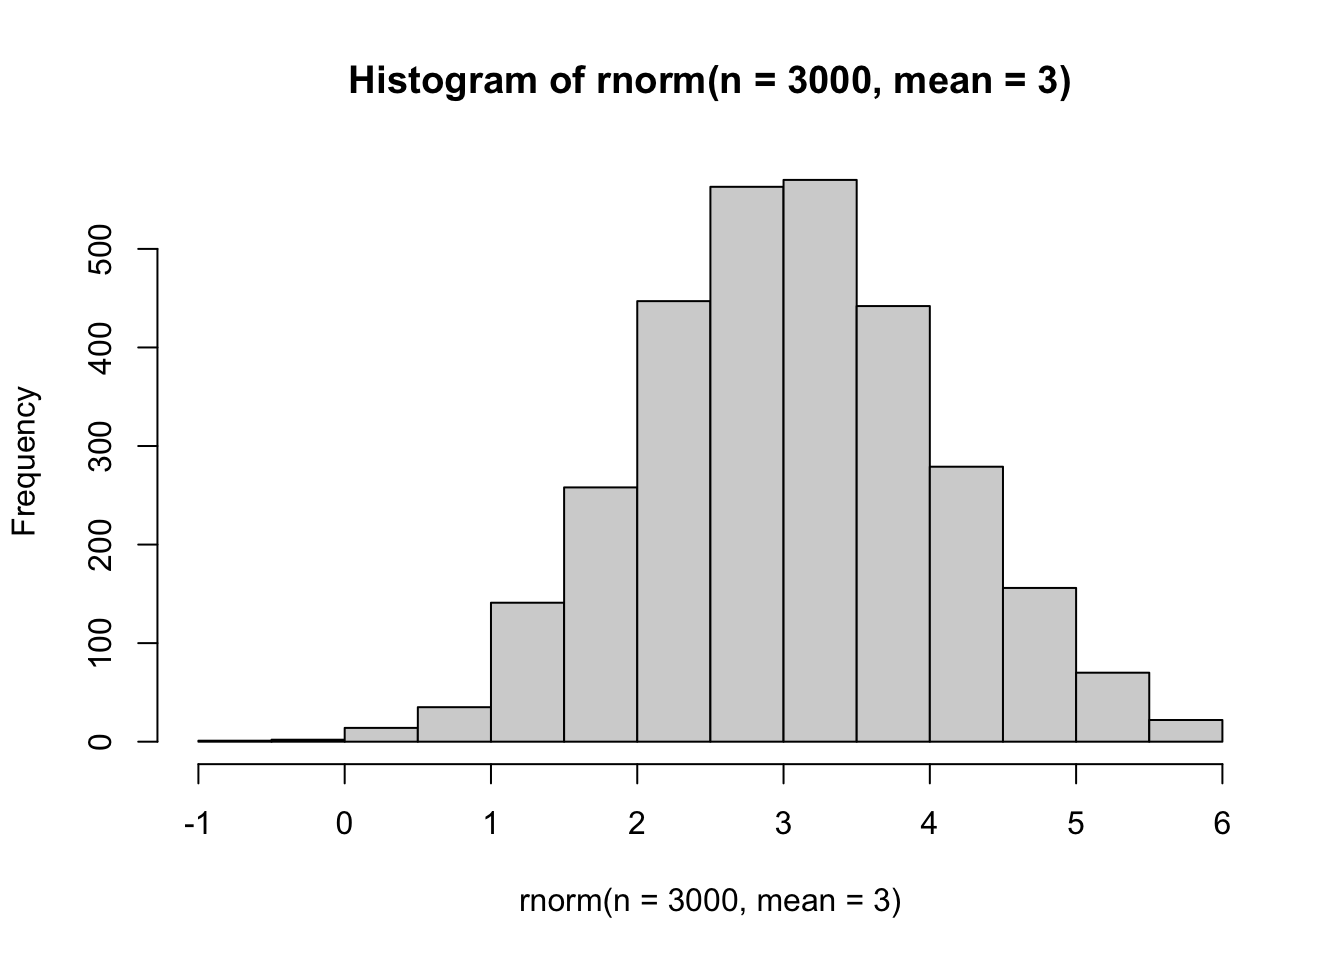 Histogram of rnorm(n = 3000, mean = 3)
Frequency
500
400
300
200
100
0
-1 0 1 2 3 4 5 6
rnorm(n = 3000, mean = 3)